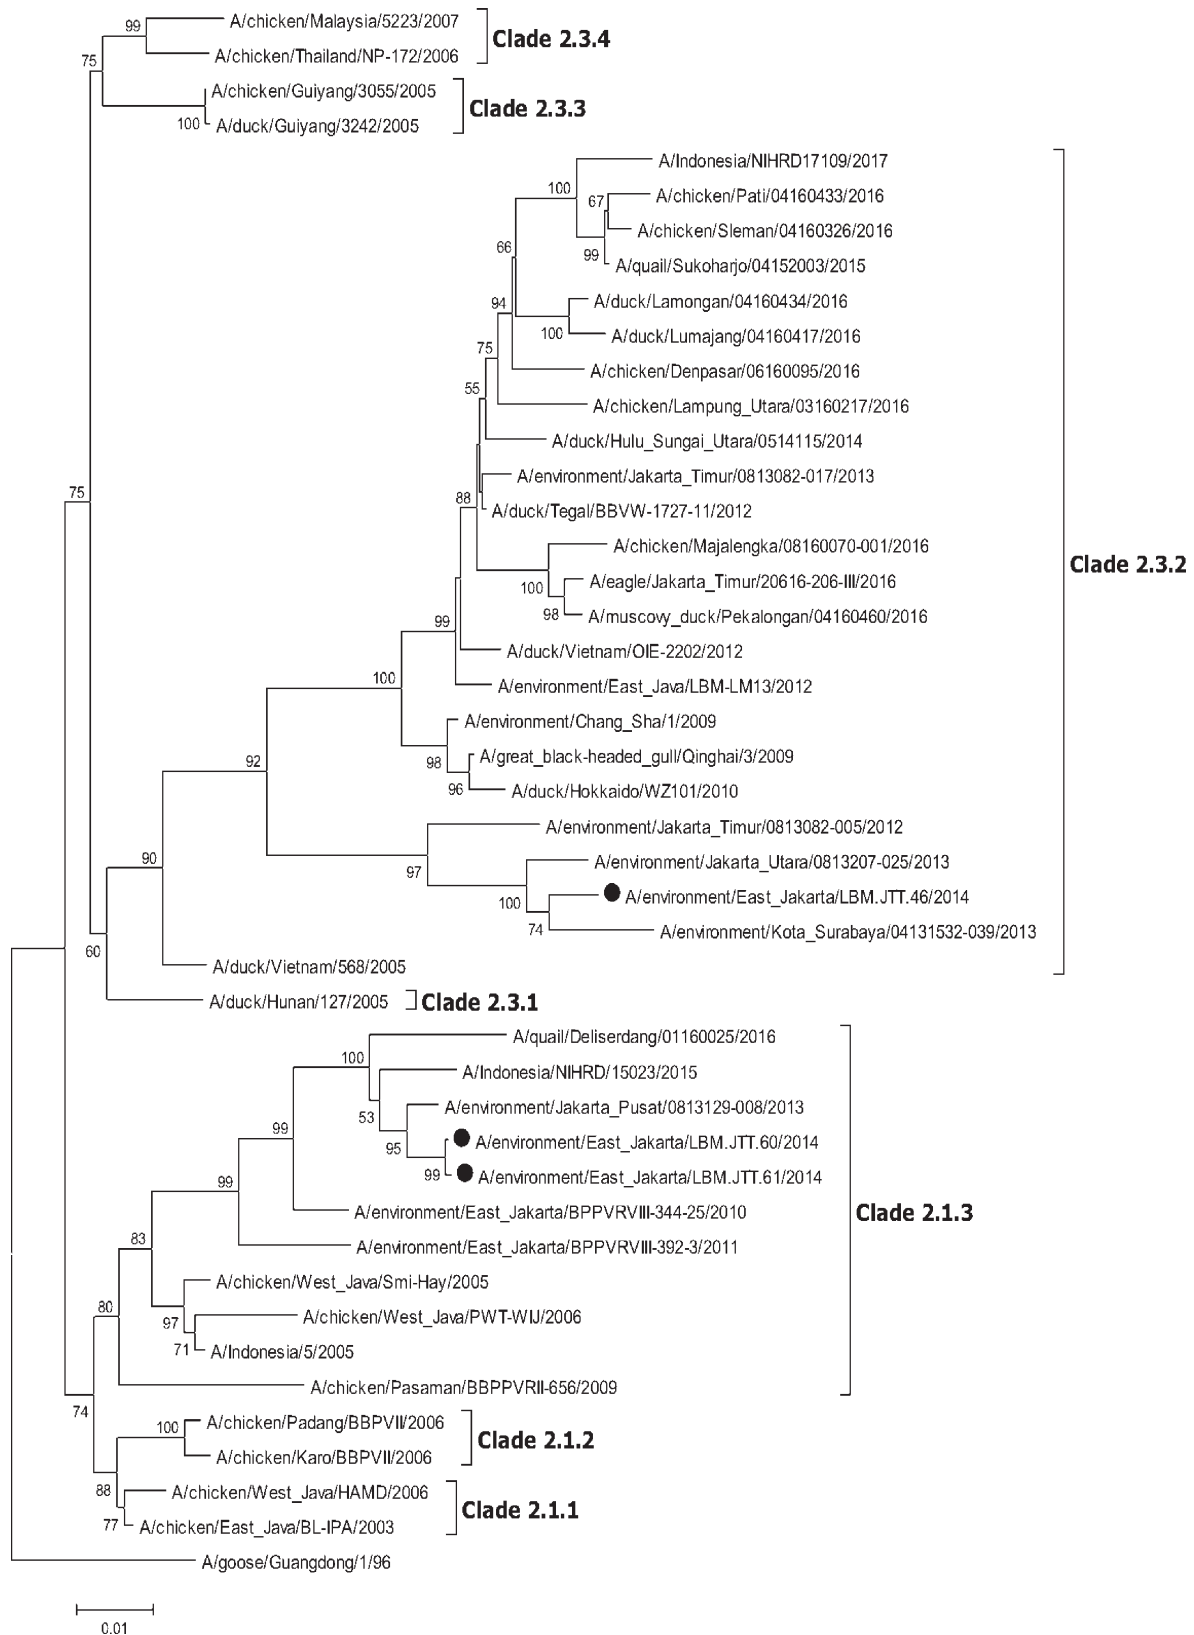 99
A/chicken/Malaysia/5223/2007
Clade 2.3.4
75
A/chicken/Thailand/NP-172/2006
A/chicken/Guiyang/3055/2005
Clade 2.3.3
100
A/duck/Guiyang/3242/2005
A/Indonesia/NIHRD17109/2017
100
67
A/chicken/Pati/04160433/2016
A/chicken/Sleman/04160326/2016
66
99
A/quail/Sukoharjo/04152003/2015
94
A/duck/Lamongan/04160434/2016
100
A/duck/Lumajang/04160417/2016
75
A/chicken/Denpasar/06160095/2016
55
A/chicken/Lampung_Utara/03160217/2016
A/duck/Hulu_Sungai_Utara/0514115/2014
A/environment/Jakarta_Timur/0813082-017/2013
75
88
A/duck/Tegal/BBVW-1727-11/2012
A/chicken/Majalengka/08160070-001/2016
Clade 2.3.2
100
A/eagle/Jakarta_Timur/20616-206-III/2016
98
A/muscovy_duck/Pekalongan/04160460/2016
99
A/duck/Vietnam/OIE-2202/2012
100
A/environment/East_Java/LBM-LM13/2012
A/environment/Chang_Sha/1/2009
92
98
A/great_black-headed_gull/Qinghai/3/2009
96
A/duck/Hokkaido/WZ101/2010
A/environment/Jakarta_Timur/0813082-005/2012
90
97
A/environment/Jakarta_Utara/0813207-025/2013
100
A/environment/East_Jakarta/LBM.JTT.46/2014
74
A/environment/Kota_Surabaya/04131532-039/2013
60
A/duck/Vietnam/568/2005
A/duck/Hunan/127/2005
Clade 2.3.1
A/quail/Deliserdang/01160025/2016
100
A/Indonesia/NIHRD/15023/2015
53
A/environment/Jakarta_Pusat/0813129-008/2013
99
95
A/environment/East_Jakarta/LBM.JTT.60/2014
99
A/environment/East_Jakarta/LBM.JTT.61/2014
99
A/environment/East_Jakarta/BPPVRVIII-344-25/2010
Clade 2.1.3
83
A/environment/East_Jakarta/BPPVRVIII-392-3/2011
A/chicken/West_Java/Smi-Hay/2005
80
97
A/chicken/West_Java/PWT-WIJ/2006
71
A/Indonesia/5/2005
A/chicken/Pasaman/BBPPVRII-656/2009
74
100
A/chicken/Padang/BBPVII/2006
Clade 2.1.2
A/chicken/Karo/BBPVII/2006
88
A/chicken/West_Java/HAMD/2006
Clade 2.1.1
77
A/chicken/East_Java/BL-IPA/2003
A/goose/Guangdong/1/96
0.01